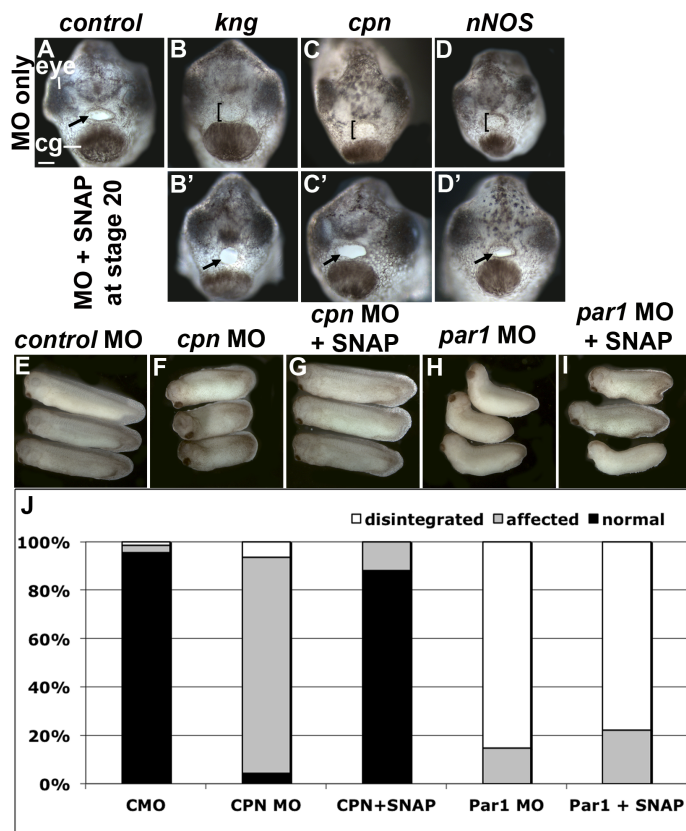 control kng cpn nNOS
MO only
A B C D
eye
cg
MO + SNAP
at stage 20
B' C' D'
control MO cpn MO cpn MO + SNAP par1 MO par1 MO + SNAP
E F G H I
J
disintegrated affected normal
100%
80%
60%
40%
20%
0%
CMO CPN MO CPN+SNAP Par1 MO Par1 + SNAP